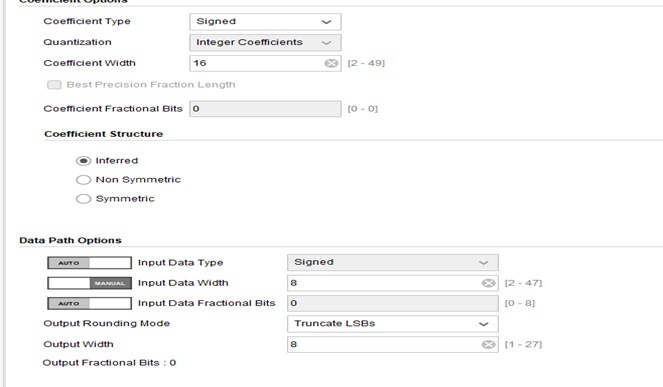 Coefficient Options
Coefficient Type Signed
Quantization Integer Coefficients
Coefficient Width 16 [2 - 49]
Best Precision Fraction Length
Coefficient Fractional Bits 0 [0 - 0]
Coefficient Structure
Inferred
Non Symmetric
Symmetric
Data Path Options
AUTO Input Data Type Signed
MANUAL Input Data Width 8 [2 - 47]
AUTO Input Data Fractional Bits 0 [0 - 8]
Output Rounding Mode Truncate LSBs
Output Width 8 [1 - 27]
Output Fractional Bits : 0